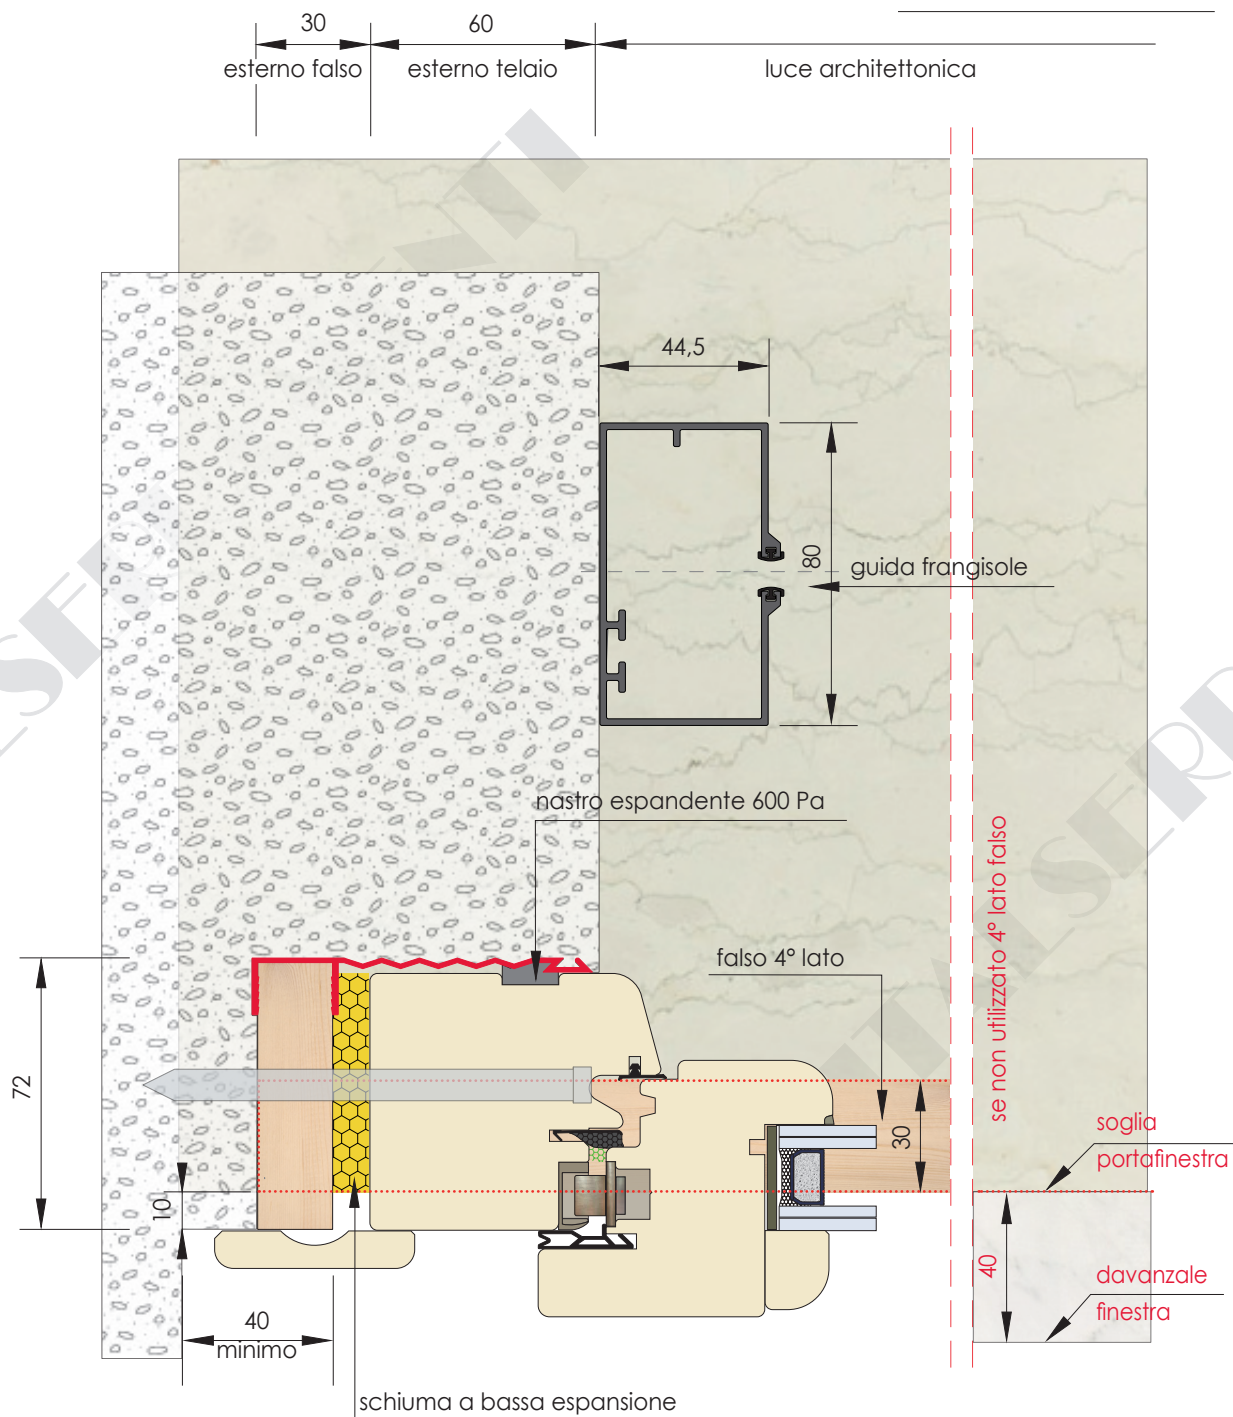 30
60
esterno falso
esterno telaio
luce architettonica
44,5
80
guida frangisole
nastro espandente 600 Pa
falso 4° lato
se non utilizzato 4° lato falso
72
10
30
soglia
portafinestra
40
davanzale
finestra
40
minimo
schiuma a bassa espansione